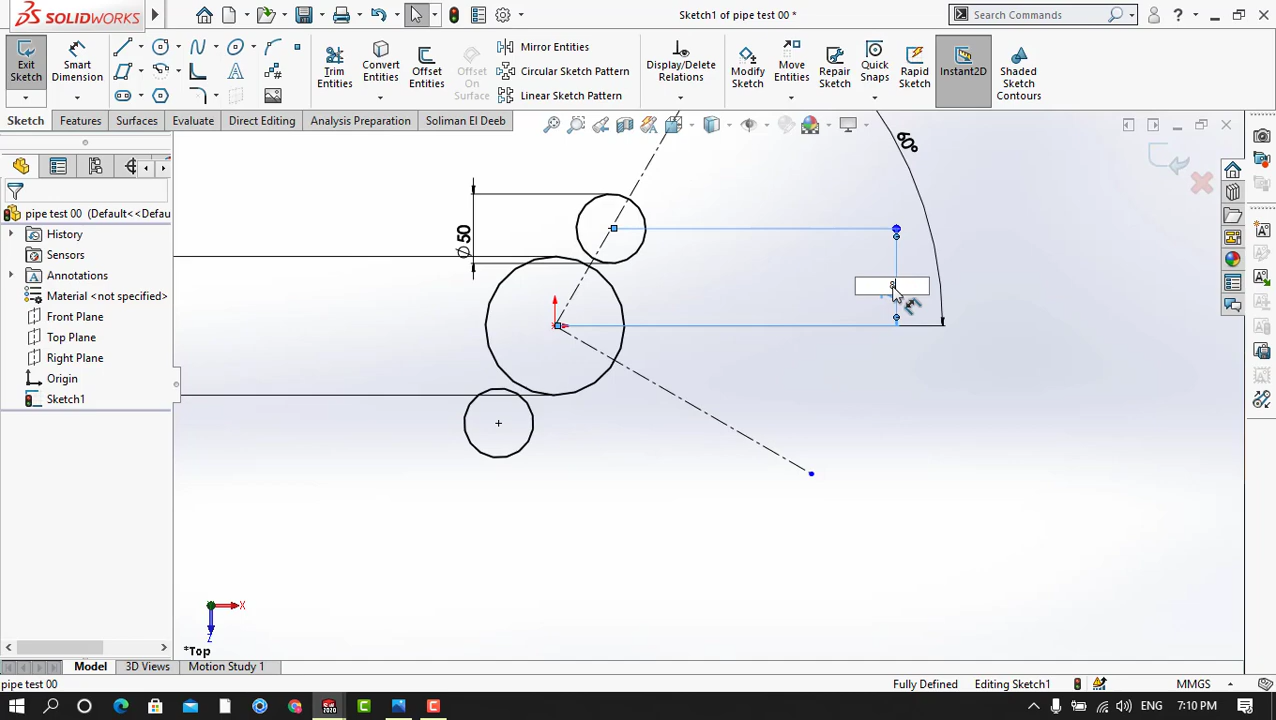 SOLIDWORKS
Sketch1 of pipe test 00 *
Search Commands
Exit Sketch
Smart Dimension
Trim Entities
Convert Entities
Offset Entities
Offset On Surface
Mirror Entities
Circular Sketch Pattern
Linear Sketch Pattern
Display/Delete Relations
Modify Sketch
Move Entities
Repair Sketch
Quick Snaps
Rapid Sketch
Instant2D
Shaded Sketch Contours
Sketch
Features
Surfaces
Evaluate
Direct Editing
Analysis Preparation
Soliman El Deeb
pipe test 00 (Default<<Defau
History
Sensors
Annotations
Material <not specified>
Front Plane
Top Plane
Right Plane
Origin
Sketch1
60°
Ø 50
X
Z
*Top
Model
3D Views
Motion Study 1
pipe test 00
Fully Defined
Editing Sketch1
MMGS
ENG
7:10 PM